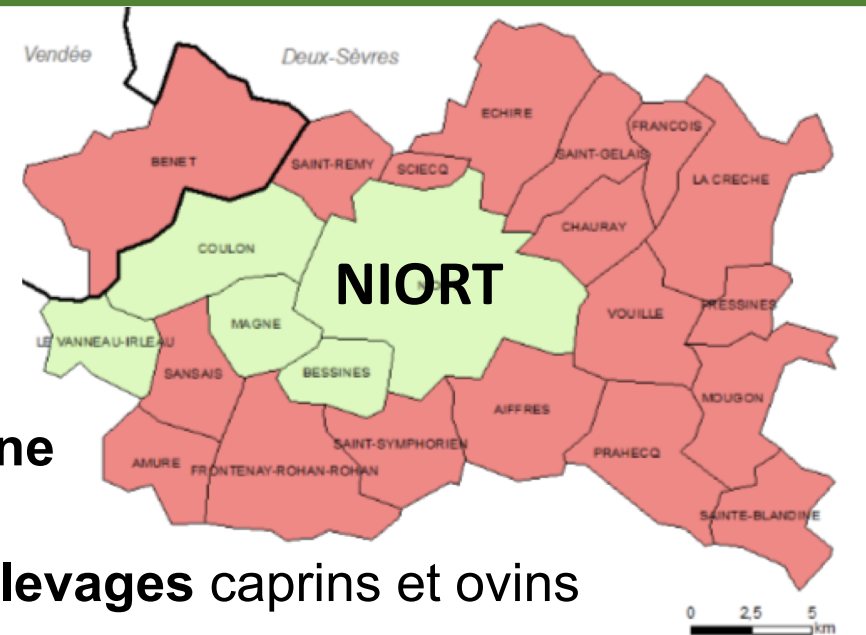 Vendée
Deux-Sèvres
ECHIRE
FRANCOIS
BENET
SAINT-REMY
SCIECQ
SAINT-GELAIS
LA CRECHE
COULON
CHAURAY
NIORT
LE VANNEAU-IRLEAU
MAGNE
VOUILLE
PRESSINES
SANSAIS
BESSINES
MOUGON
AIFFRES
ne
AMURE
FRONTENAY-ROHAN-ROHAN
SAINT-SYMPHORIEN
PRAHECQ
SAINTE-BLANDINE
levages caprins et ovins
0 2,5 5
km